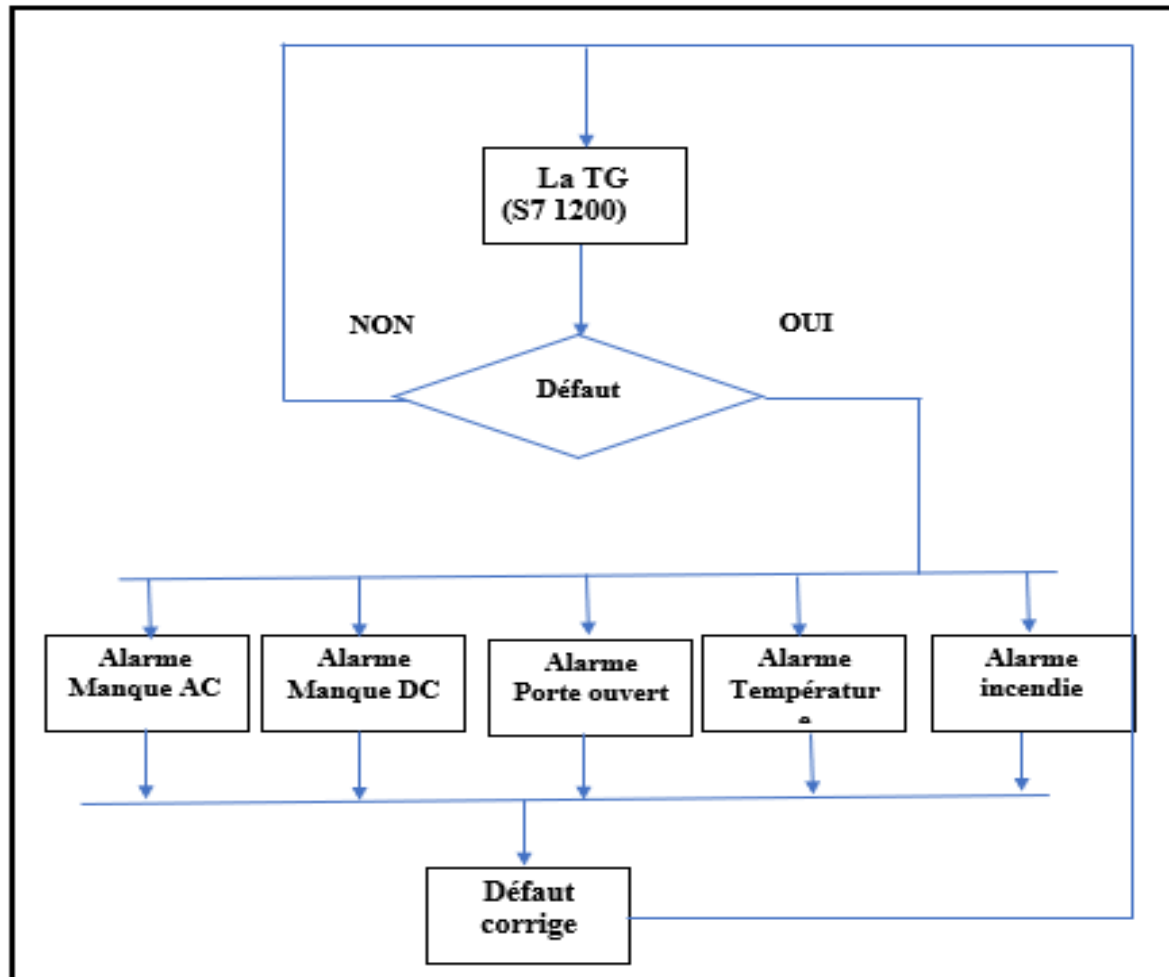 La TG
(S7 1200)
NON
OUI
Défaut
Alarme
Manque AC
Alarme
Manque DC
Alarme
Porte ouvert
Alarme
Températur
Alarme
incendie
Défaut
corrige